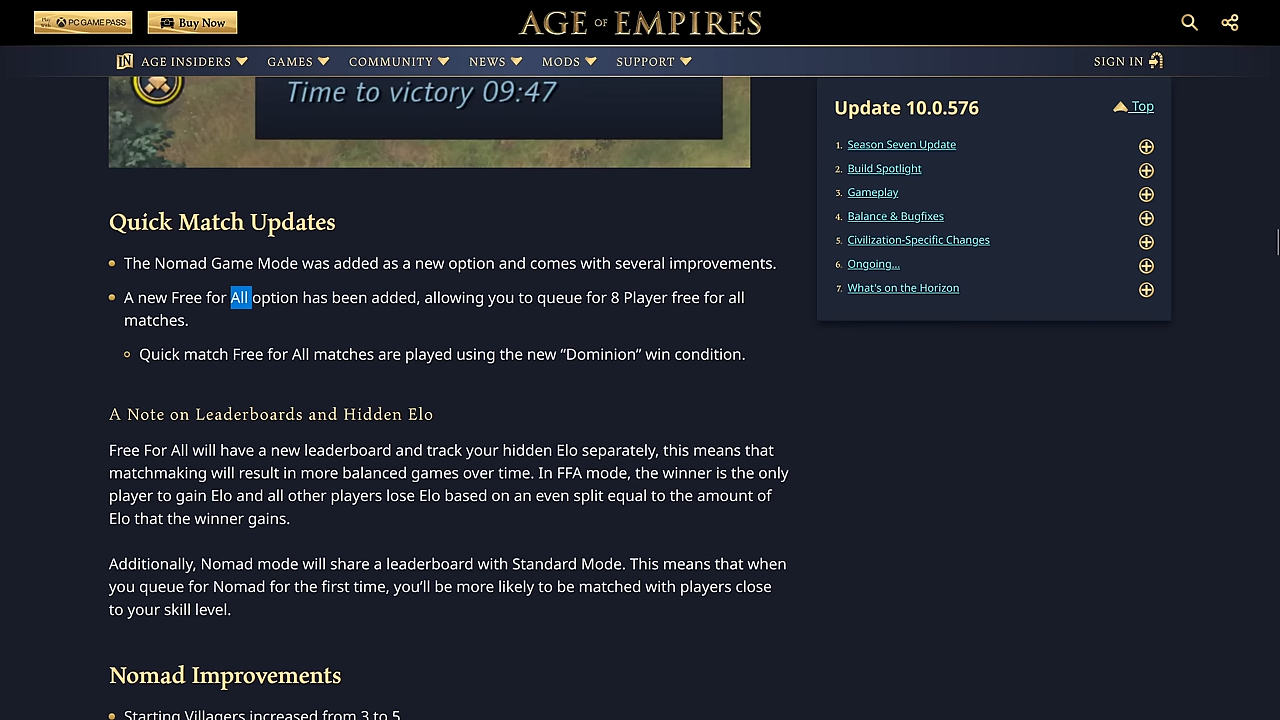 Play with PC GAME PASS
Buy Now
AGE OF EMPIRES
AGE INSIDERS
GAMES
COMMUNITY
NEWS
MODS
SUPPORT
SIGN IN
Time to victory 09:47
Quick Match Updates
The Nomad Game Mode was added as a new option and comes with several improvements.
A new Free for All option has been added, allowing you to queue for 8 Player free for all
matches.
Quick match Free for All matches are played using the new “Dominion” win condition.
A Note on Leaderboards and Hidden Elo
Free For All will have a new leaderboard and track your hidden Elo separately, this means that
matchmaking will result in more balanced games over time. In FFA mode, the winner is the only
player to gain Elo and all other players lose Elo based on an even split equal to the amount of
Elo that the winner gains.
Additionally, Nomad mode will share a leaderboard with Standard Mode. This means that when
you queue for Nomad for the first time, you’ll be more likely to be matched with players close
to your skill level.
Nomad Improvements
Starting Villagers increased from 3 to 5.
Update 10.0.576
Top
1. Season Seven Update
2. Build Spotlight
3. Gameplay
4. Balance & Bugfixes
5. Civilization-Specific Changes
6. Ongoing...
7. What's on the Horizon